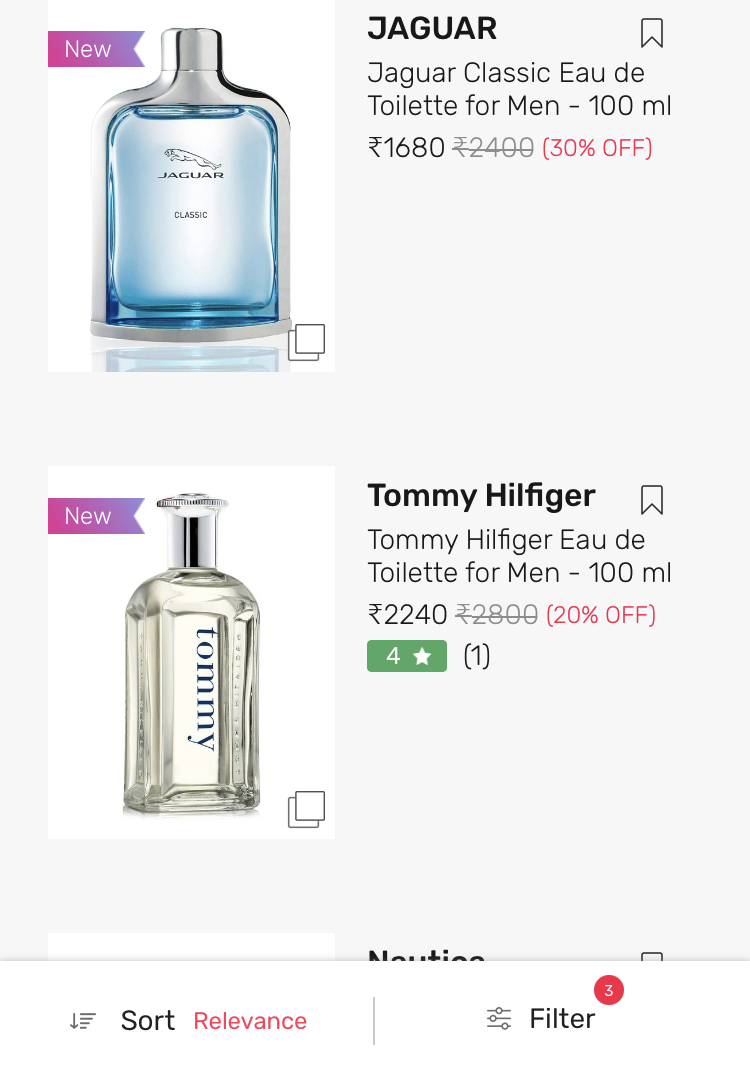 New
JAGUAR
Jaguar Classic Eau de
Toilette for Men - 100 ml
₹1680 ₹2400 (30% OFF)
JAGUAR
CLASSIC
New
Tommy Hilfiger
Tommy Hilfiger Eau de
Toilette for Men - 100 ml
₹2240 ₹2800 (20% OFF)
4 ★ (1)
tommy
Nautica
Sort Relevance
Filter
3